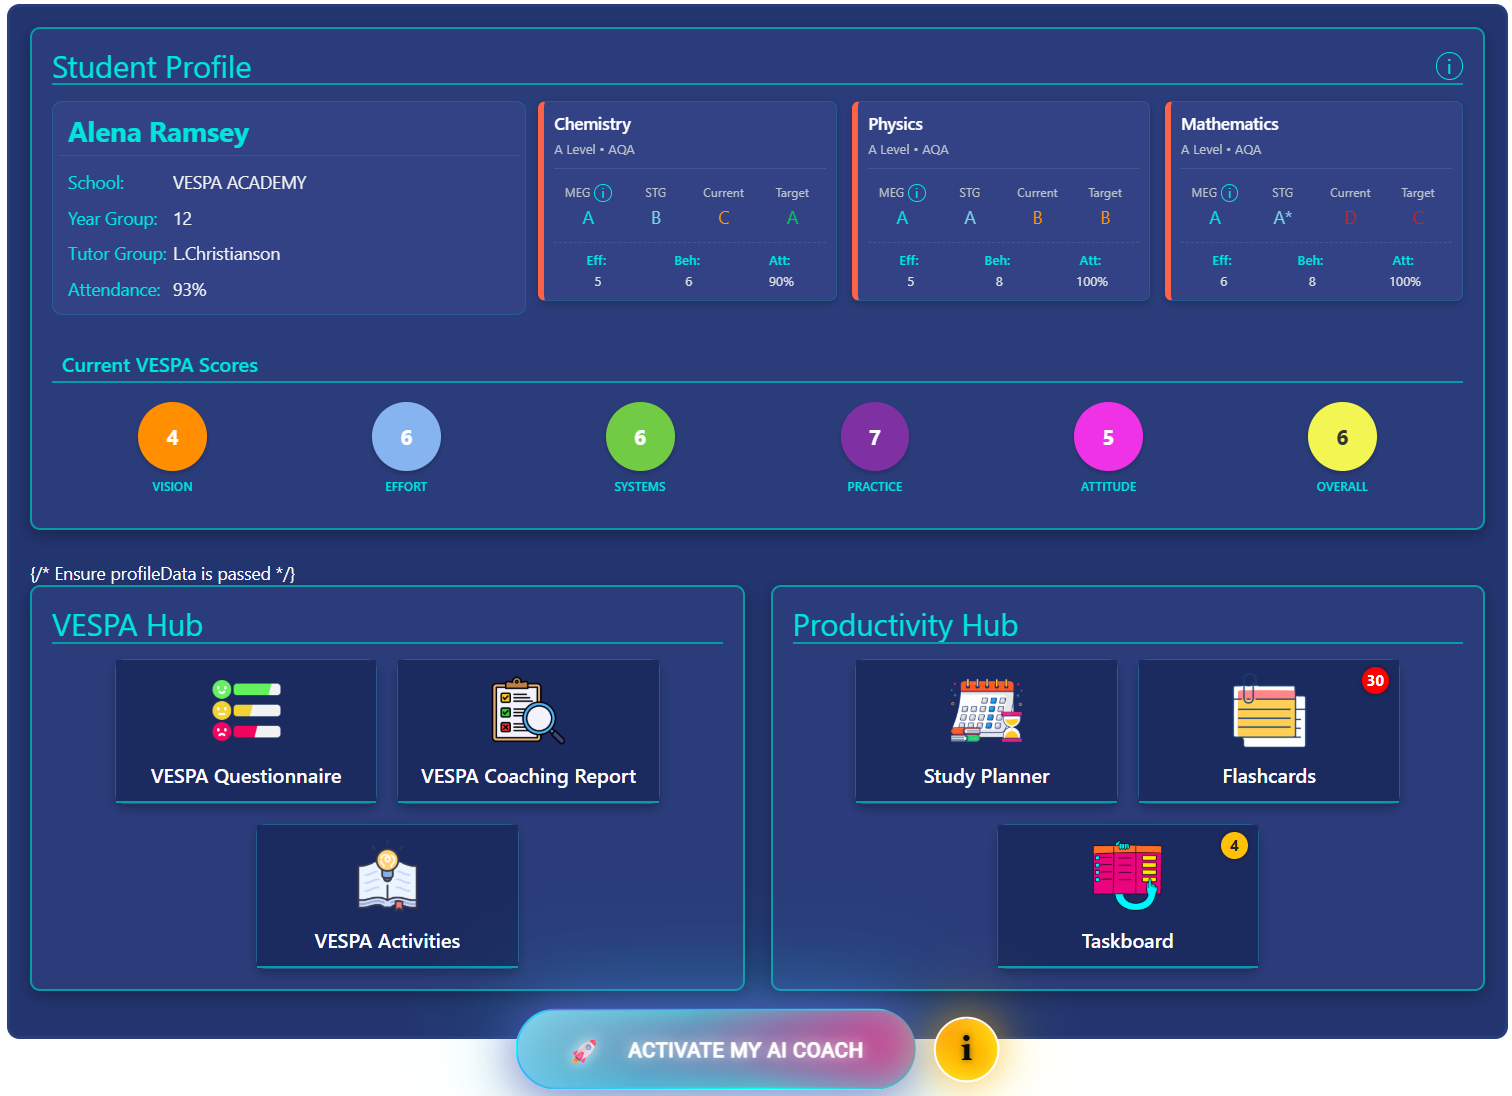 Student Profile
i
Alena Ramsey
School: VESPA ACADEMY
Year Group: 12
Tutor Group: L.Christianson
Attendance: 93%
Chemistry
A Level • AQA
MEG i STG Current Target
A B C A
Eff: Beh: Att:
5 6 90%
Physics
A Level • AQA
MEG i STG Current Target
A A B B
Eff: Beh: Att:
5 8 100%
Mathematics
A Level • AQA
MEG i STG Current Target
A A* D C
Eff: Beh: Att:
6 8 100%
Current VESPA Scores
4 6 6 7 5 6
VISION EFFORT SYSTEMS PRACTICE ATTITUDE OVERALL
{/* Ensure profileData is passed */}
VESPA Hub
VESPA Questionnaire
VESPA Coaching Report
VESPA Activities
Productivity Hub
Study Planner
30
Flashcards
4
Taskboard
ACTIVATE MY AI COACH
i